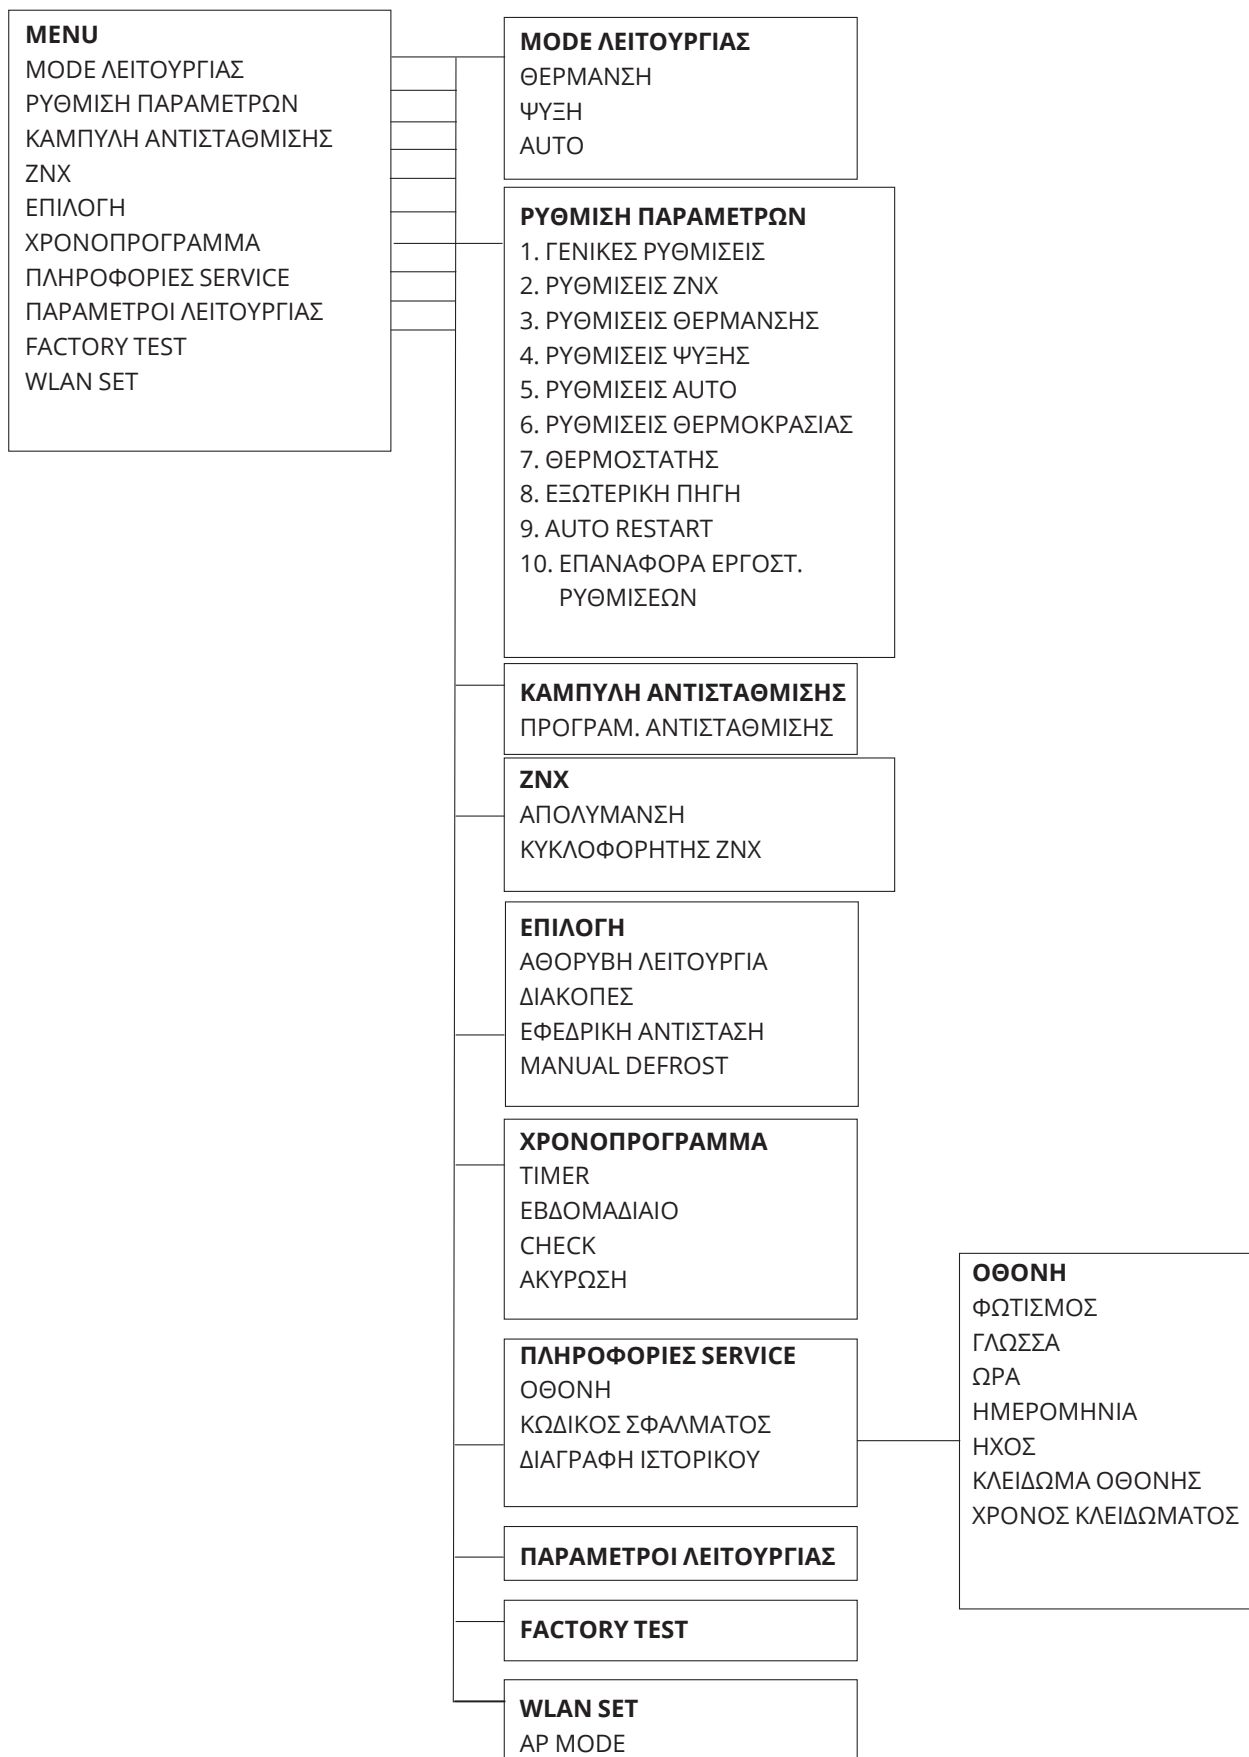 MENU
MODE ΛΕΙΤΟΥΡΓΙΑΣ
ΡΥΘΜΙΣΗ ΠΑΡΑΜΕΤΡΩΝ
ΚΑΜΠΥΛΗ ΑΝΤΙΣΤΑΘΜΙΣΗΣ
ΖΝΧ
ΕΠΙΛΟΓΗ
ΧΡΟΝΟΠΡΟΓΡΑΜΜΑ
ΠΛΗΡΟΦΟΡΙΕΣ SERVICE
ΠΑΡΑΜΕΤΡΟΙ ΛΕΙΤΟΥΡΓΙΑΣ
FACTORY TEST
WLAN SET
MODE ΛΕΙΤΟΥΡΓΙΑΣ
ΘΕΡΜΑΝΣΗ
ΨΥΞΗ
AUTO
ΡΥΘΜΙΣΗ ΠΑΡΑΜΕΤΡΩΝ
1. ΓΕΝΙΚΕΣ ΡΥΘΜΙΣΕΙΣ
2. ΡΥΘΜΙΣΕΙΣ ΖΝΧ
3. ΡΥΘΜΙΣΕΙΣ ΘΕΡΜΑΝΣΗΣ
4. ΡΥΘΜΙΣΕΙΣ ΨΥΞΗΣ
5. ΡΥΘΜΙΣΕΙΣ AUTO
6. ΡΥΘΜΙΣΕΙΣ ΘΕΡΜΟΚΡΑΣΙΑΣ
7. ΘΕΡΜΟΣΤΑΤΗΣ
8. ΕΞΩΤΕΡΙΚΗ ΠΗΓΗ
9. AUTO RESTART
10. ΕΠΑΝΑΦΟΡΑ ΕΡΓΟΣΤ.
ΡΥΘΜΙΣΕΩΝ
ΚΑΜΠΥΛΗ ΑΝΤΙΣΤΑΘΜΙΣΗΣ
ΠΡΟΓΡΑΜ. ΑΝΤΙΣΤΑΘΜΙΣΗΣ
ΖΝΧ
ΑΠΟΛΥΜΑΝΣΗ
ΚΥΚΛΟΦΟΡΗΤΗΣ ΖΝΧ
ΕΠΙΛΟΓΗ
ΑΘΟΡΥΒΗ ΛΕΙΤΟΥΡΓΙΑ
ΔΙΑΚΟΠΕΣ
ΕΦΕΔΡΙΚΗ ΑΝΤΙΣΤΑΣΗ
MANUAL DEFROST
ΧΡΟΝΟΠΡΟΓΡΑΜΜΑ
TIMER
ΕΒΔΟΜΑΔΙΑΙΟ
CHECK
ΑΚΥΡΩΣΗ
ΠΛΗΡΟΦΟΡΙΕΣ SERVICE
ΟΘΟΝΗ
ΚΩΔΙΚΟΣ ΣΦΑΛΜΑΤΟΣ
ΔΙΑΓΡΑΦΗ ΙΣΤΟΡΙΚΟΥ
ΟΘΟΝΗ
ΦΩΤΙΣΜΟΣ
ΓΛΩΣΣΑ
ΩΡΑ
ΗΜΕΡΟΜΗΝΙΑ
ΗΧΟΣ
ΚΛΕΙΔΩΜΑ ΟΘΟΝΗΣ
ΧΡΟΝΟΣ ΚΛΕΙΔΩΜΑΤΟΣ
ΠΑΡΑΜΕΤΡΟΙ ΛΕΙΤΟΥΡΓΙΑΣ
FACTORY TEST
WLAN SET
AP MODE